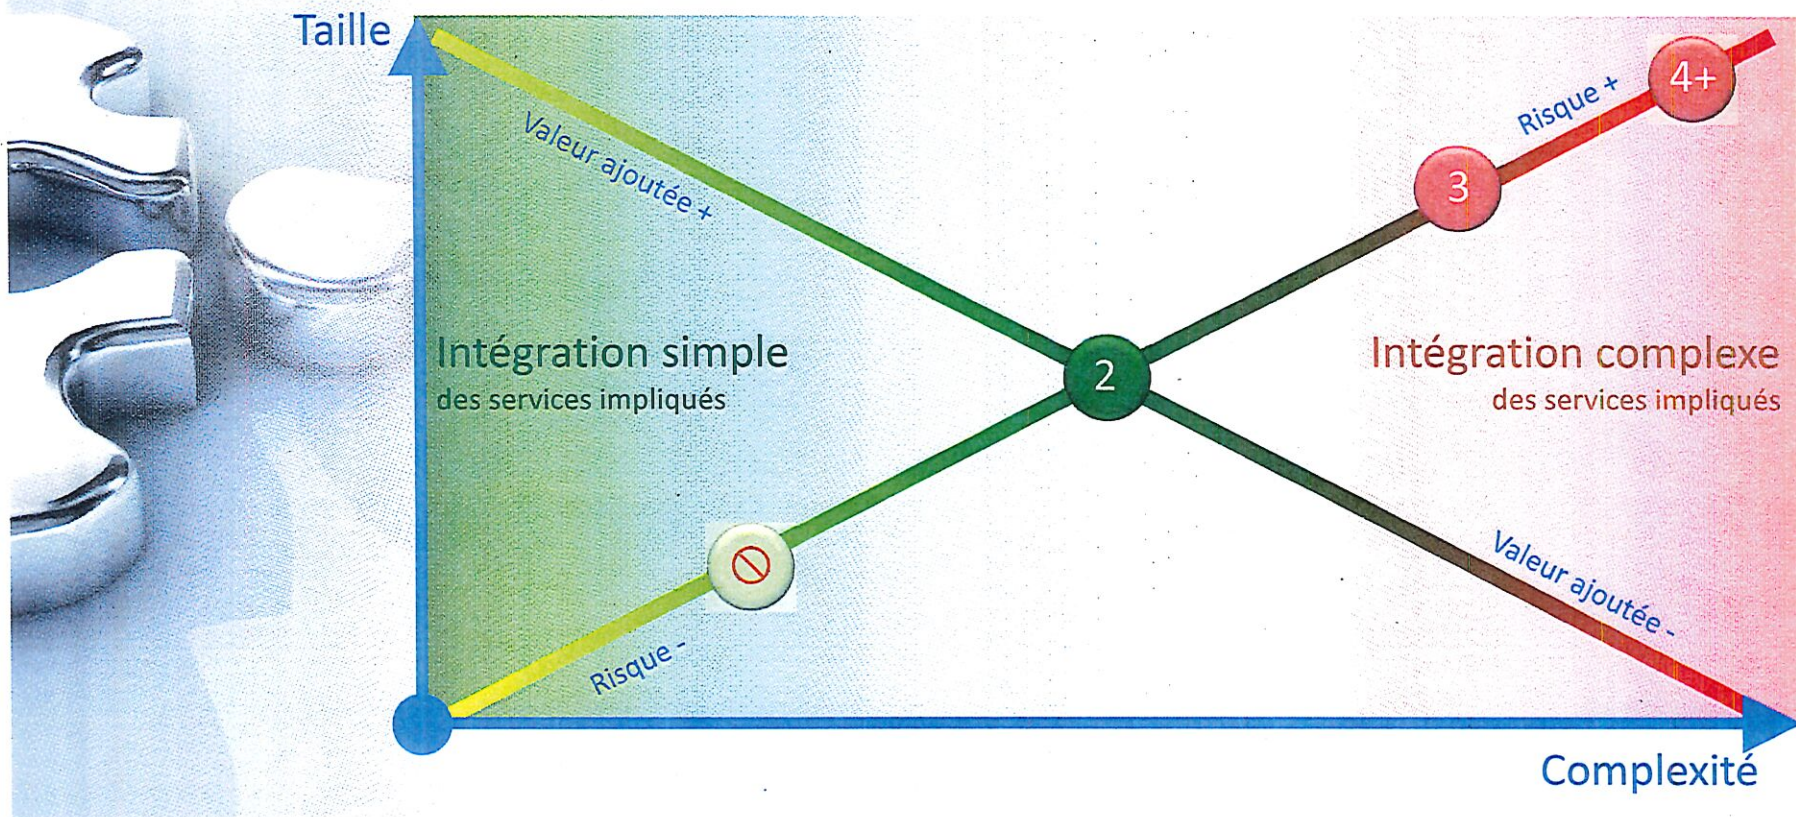 Taille
4+
Risque +
3
Valeur ajoutée +
Intégration simple
des services impliqués
2
Intégration complexe
des services impliqués
Valeur ajoutée -
Risque -
Complexité